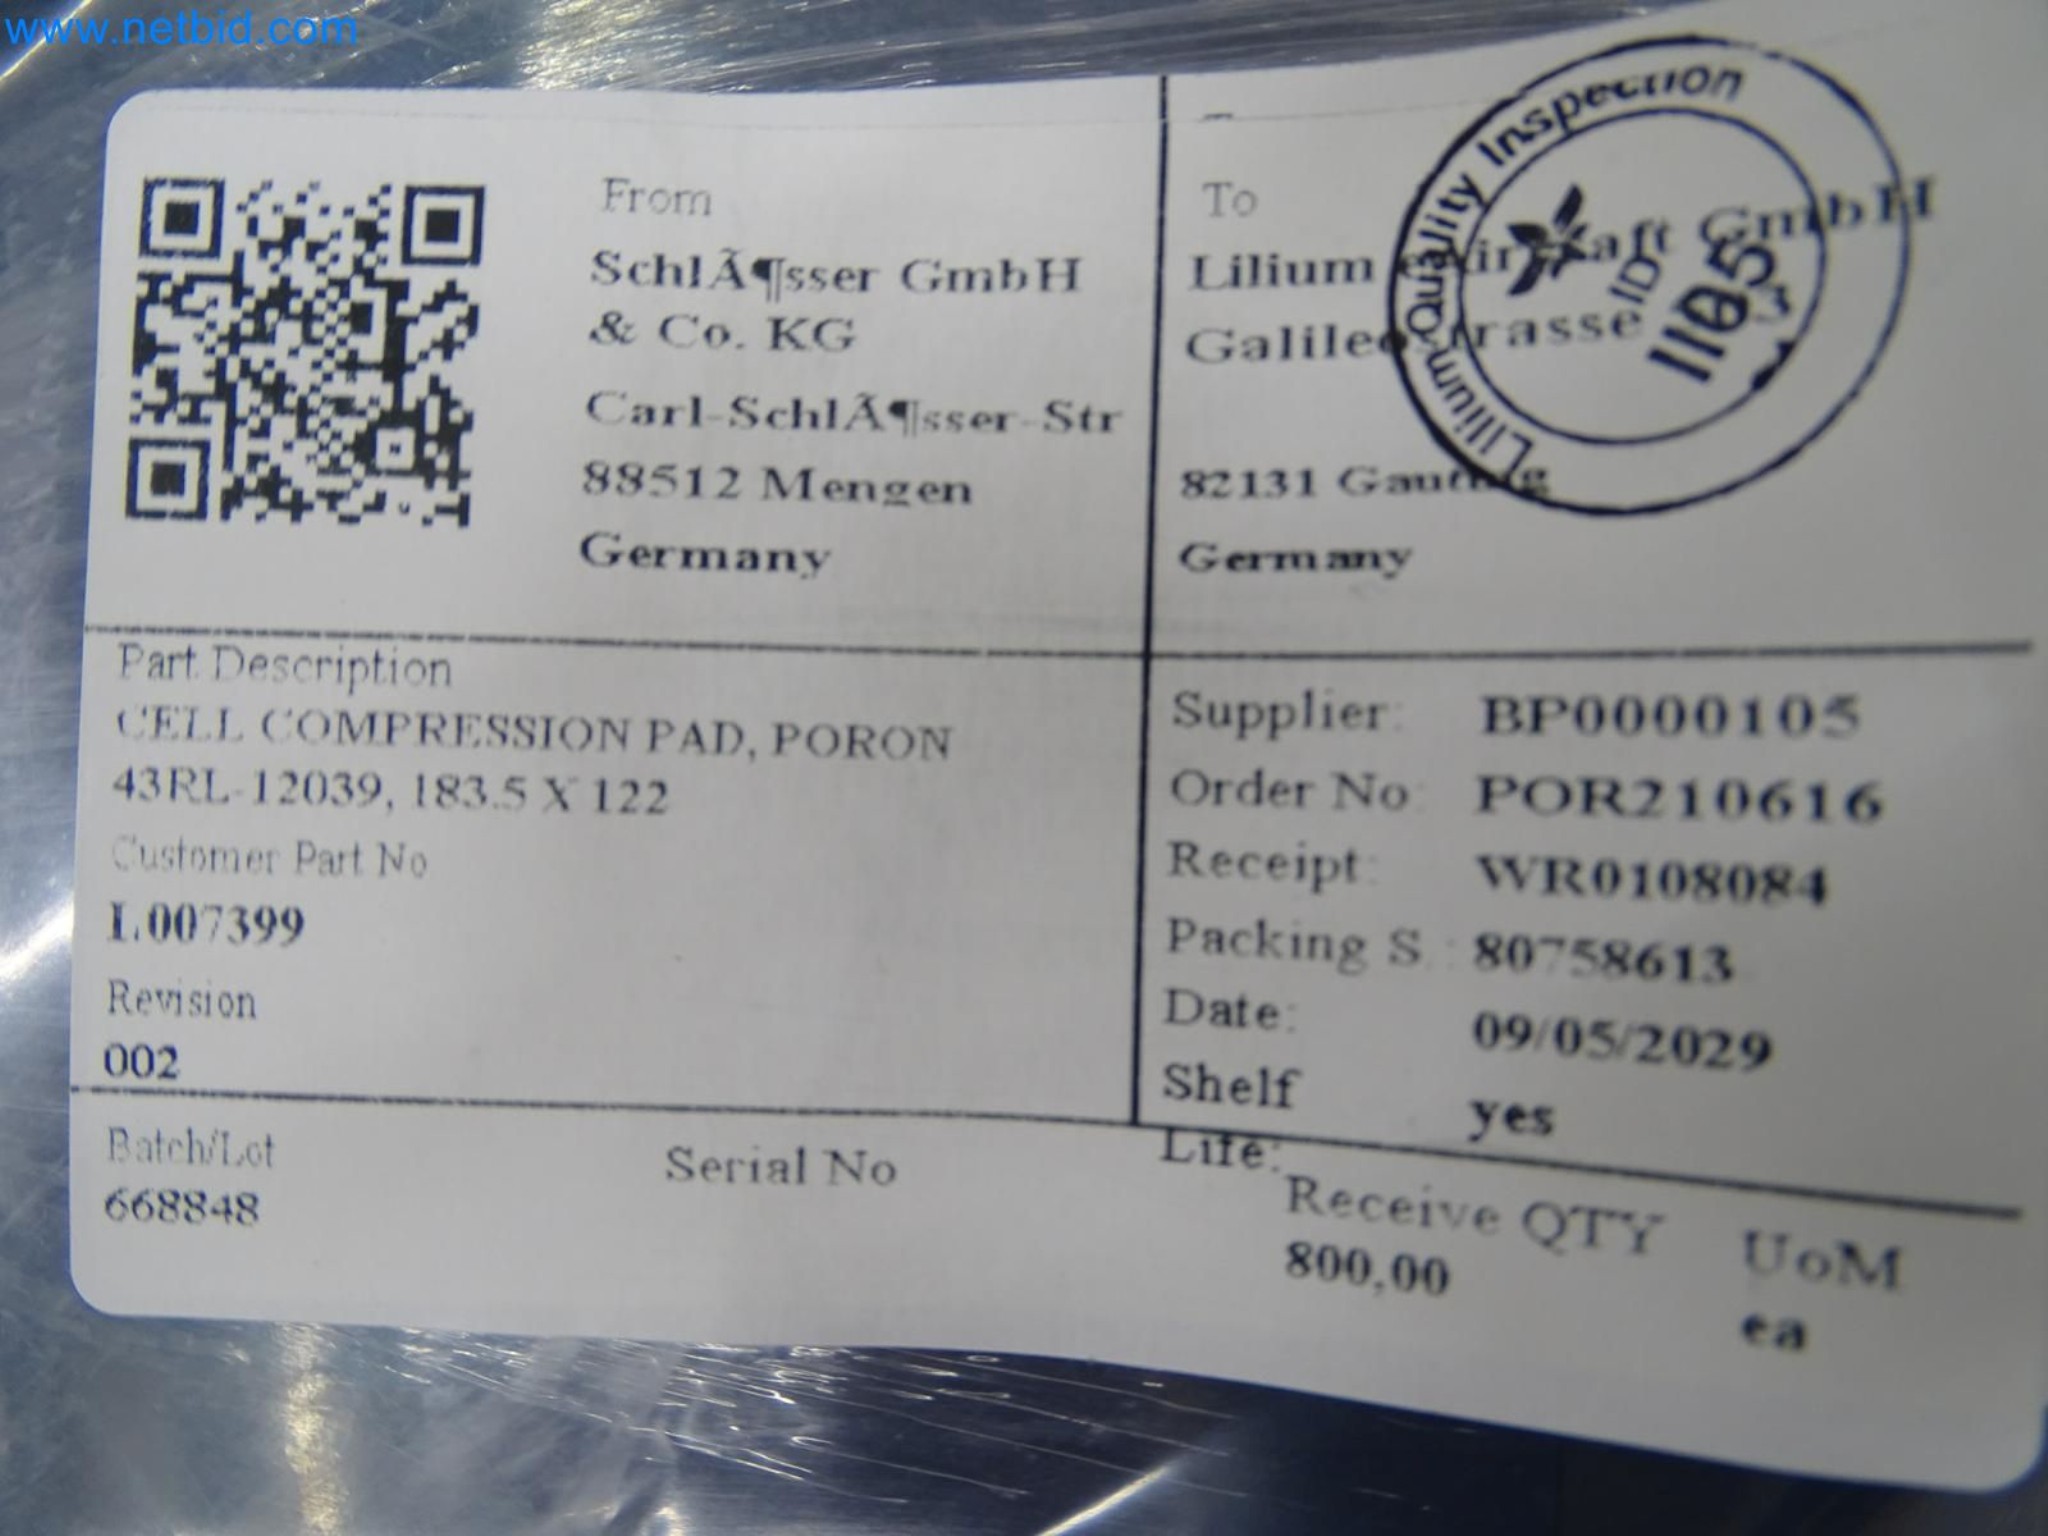 www.netbid.com
From
SchlÃ¶sser GmbH
& Co. KG
Carl-SchlÃ¶sser-Str
88512 Mengen
Germany
To
Lilium GmbH
82131 Gauting
Germany
Lilium Quality Inspection
ID
1105
Part Description
CELL COMPRESSION PAD, PORON
43RL-12039, 183.5 X 122
Customer Part No
L007399
Revision
002
Supplier: BP0000105
Order No: POR210616
Receipt: WR0108084
Packing S.: 80758613
Date: 09/05/2029
Shelf yes
Life:
Batch/Lot
668848
Serial No
Receive QTY
800,00
UoM
ea